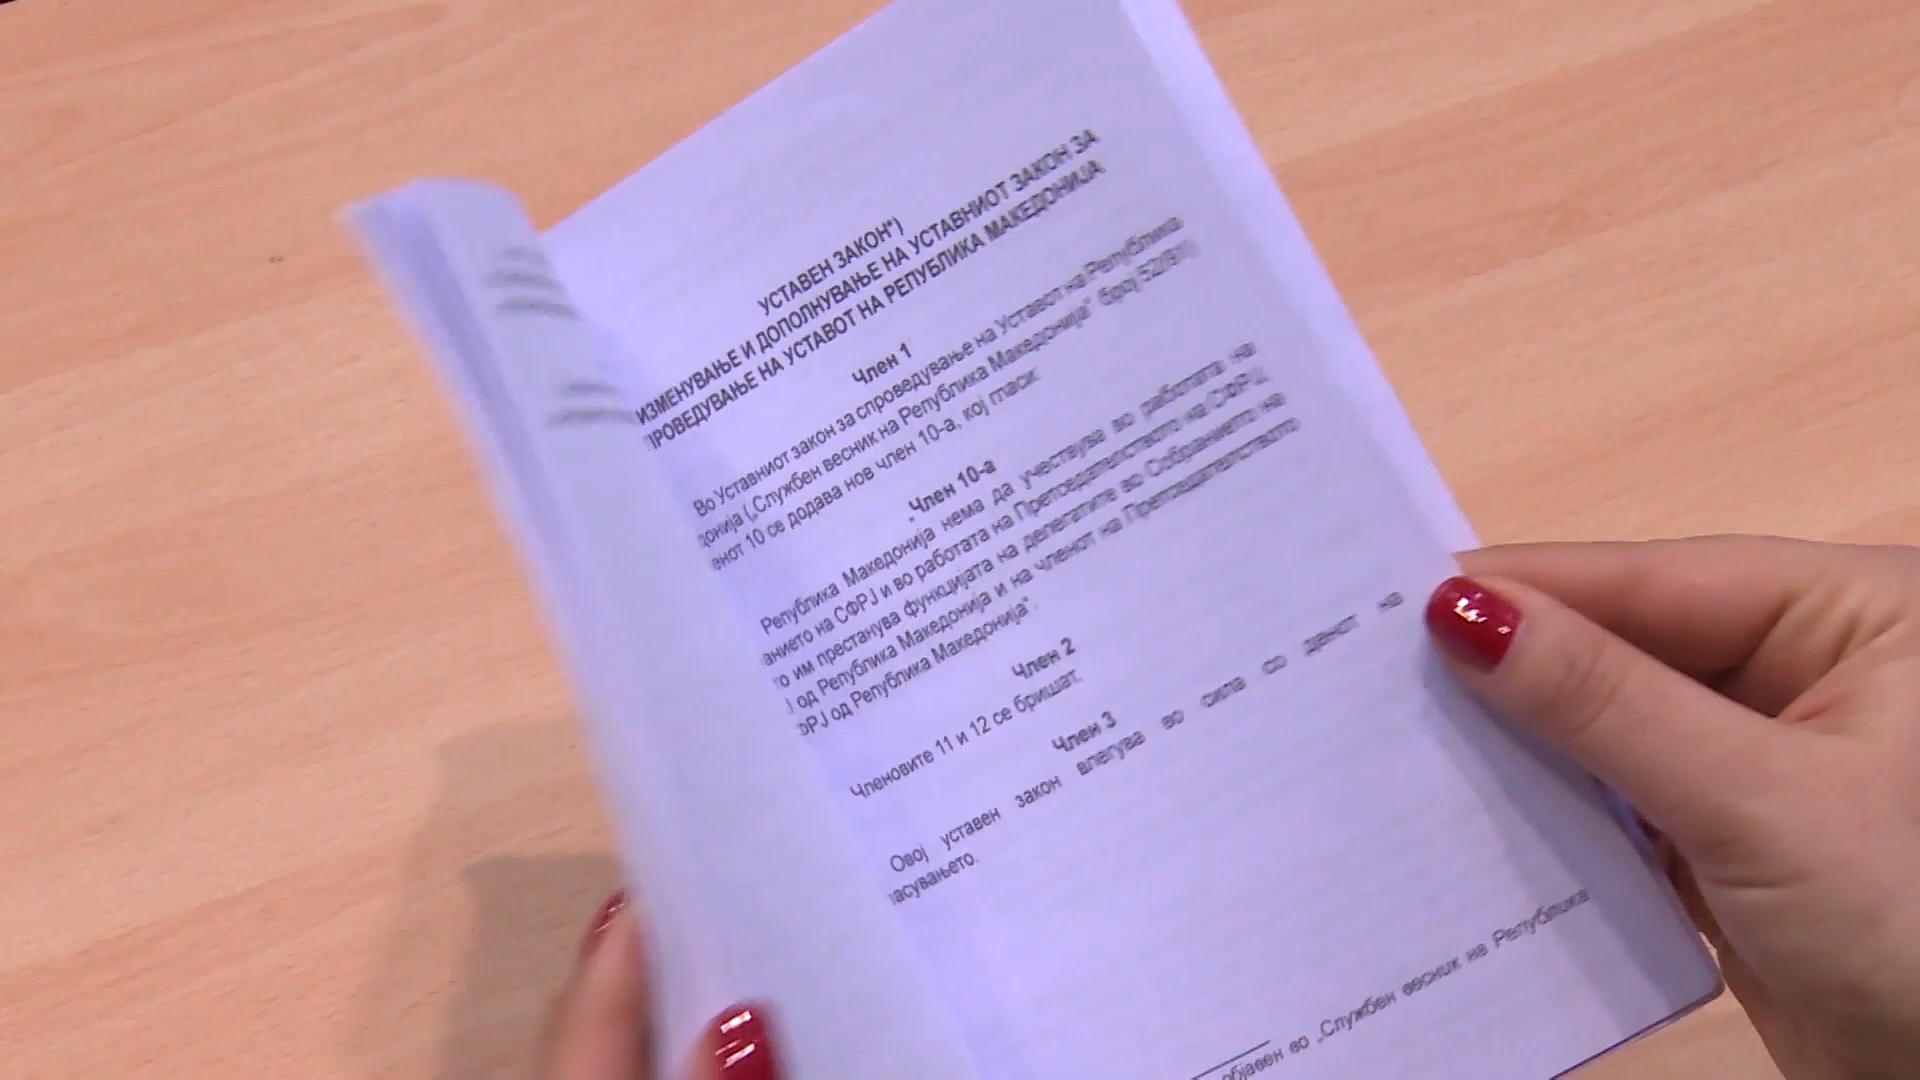 УСТАВЕН ЗАКОН*)
ИЗМЕНУВАЊЕ И ДОПОЛНУВАЊЕ НА УСТАВНИОТ ЗАКОН ЗА
ПРОВЕДУВАЊЕ НА УСТАВОТ НА РЕПУБЛИКА МАКЕДОНИЈА
Член 1
Во Уставниот закон за спроведување на Уставот на Република
донија („Службен весник на Република Македонија" број 52/91)
енот 10 се додава нов член 10-а, кој гласи:
„Член 10-а
Република Македонија нема да учествува во работата на
анието на СФРЈ и во работата на Претседателството на СФРЈ,
о им престанува функцијата на делегатите во Собранието на
Ј од Република Македонија и на членот на Претседателството
ФРЈ од Република Македонија".
Член 2
Членовите 11 и 12 се бришат.
Член 3
Овој уставен закон влегува во сила со денот на
ласувањето.
објавен во „Службен весник на Република